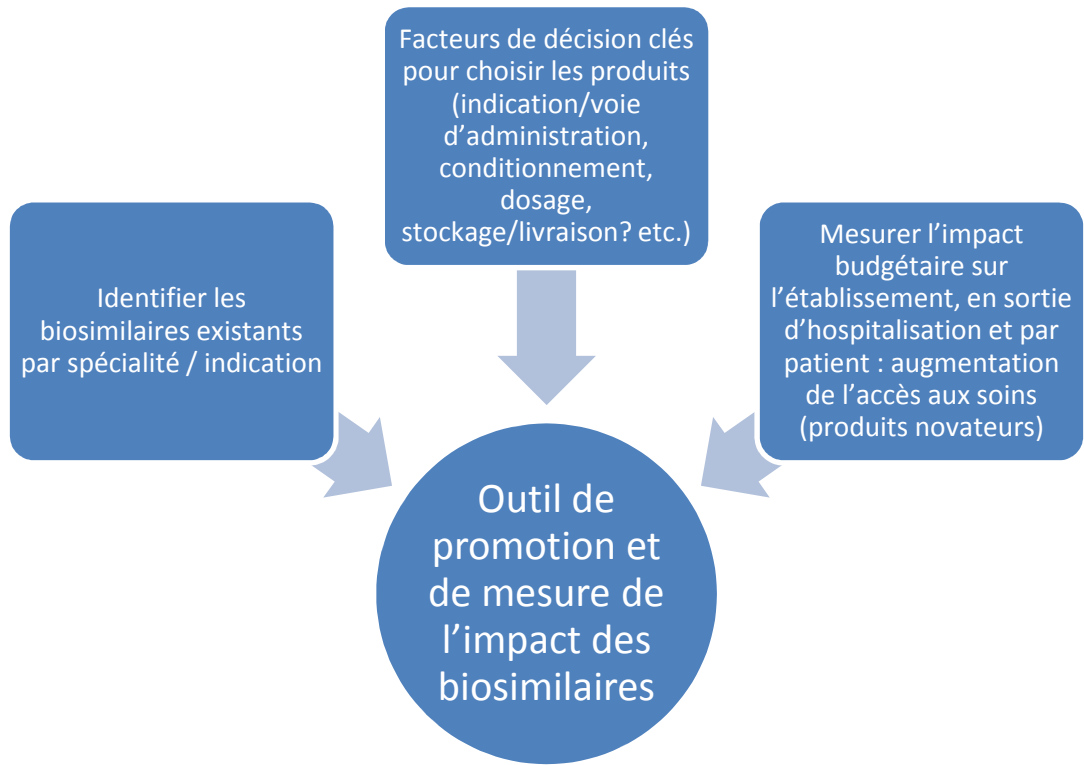 Facteurs de décision clés
pour choisir les produits
(indication/voie
d’administration,
conditionnement,
dosage,
stockage/livraison? etc.)
Identifier les
biosimilaires existants
par spécialité / indication
Mesurer l’impact
budgétaire sur
l’établissement, en sortie
d’hospitalisation et par
patient : augmentation
de l’accès aux soins
(produits novateurs)
Outil de
promotion et
de mesure de
l’impact des
biosimilaires